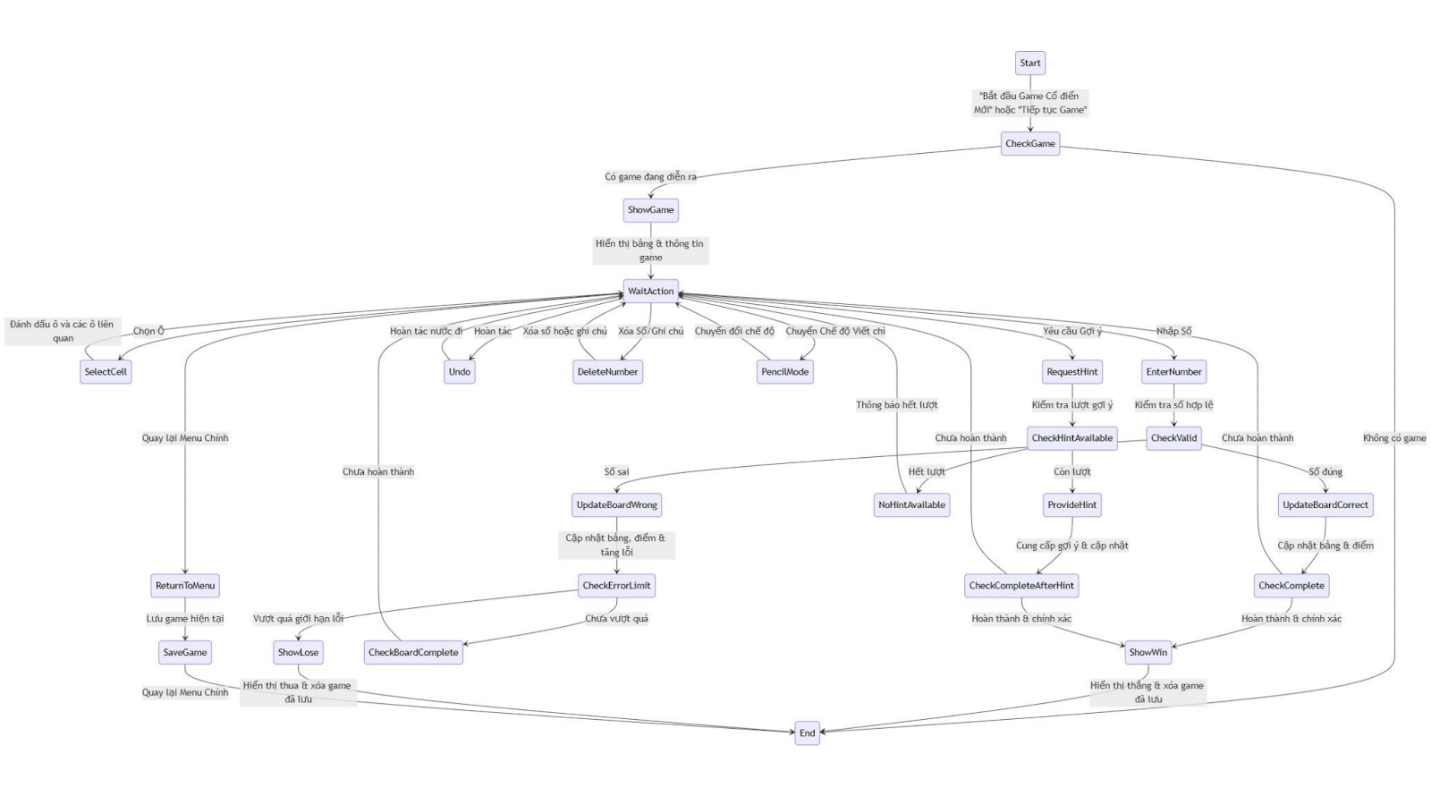 Start
"Bắt đầu Game Cổ điển
Mới" hoặc "Tiếp tục Game"
CheckGame
Có game đang diễn ra
ShowGame
Hiển thị bảng & thông tin
game
WaitAction
Đánh dấu ô và các ô liên
quan
Chọn Ô
Hoàn tác nước đi
Hoàn tác
Xóa số hoặc ghi chú
Xóa Số/Ghi chú
Chuyển đổi chế độ
Chuyển Chế độ Viết chì
Yêu cầu Gợi ý
Nhập Số
SelectCell
Undo
DeleteNumber
PencilMode
RequestHint
EnterNumber
Thông báo hết lượt
Kiểm tra lượt gợi ý
Kiểm tra số hợp lệ
Quay lại Menu Chính
Chưa hoàn thành
CheckHintAvailable
CheckValid
Chưa hoàn thành
Không có game
Chưa hoàn thành
Số sai
Hết lượt
Còn lượt
Số đúng
UpdateBoardWrong
NoHintAvailable
ProvideHint
UpdateBoardCorrect
Cập nhật bảng, điểm &
tăng lỗi
Cung cấp gợi ý & cập nhật
Cập nhật bảng & điểm
ReturnToMenu
CheckErrorLimit
CheckCompleteAfterHint
CheckComplete
Lưu game hiện tại
Vượt quá giới hạn lỗi
Chưa vượt quá
Hoàn thành & chính xác
Hoàn thành & chính xác
SaveGame
ShowLose
CheckBoardComplete
ShowWin
Quay lại Menu Chính
Hiển thị thua & xóa game
đã lưu
Hiển thị thắng & xóa game
đã lưu
End